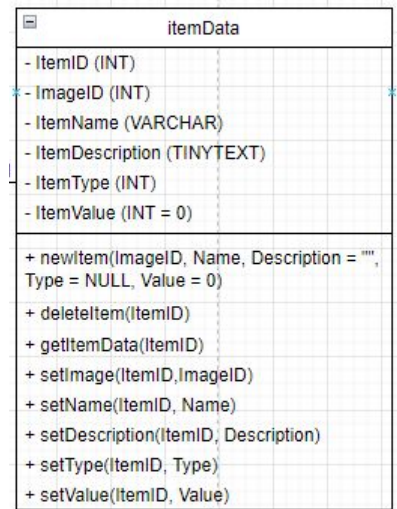 itemData
- ItemID (INT)
- ImageID (INT)
- ItemName (VARCHAR)
- ItemDescription (TINYTEXT)
- ItemType (INT)
- ItemValue (INT = 0)
+ newItem(ImageID, Name, Description = "",
Type = NULL, Value = 0)
+ deleteItem(ItemID)
+ getItemData(ItemID)
+ setImage(ItemID,ImageID)
+ setName(ItemID, Name)
+ setDescription(ItemID, Description)
+ setType(ItemID, Type)
+ setValue(ItemID, Value)